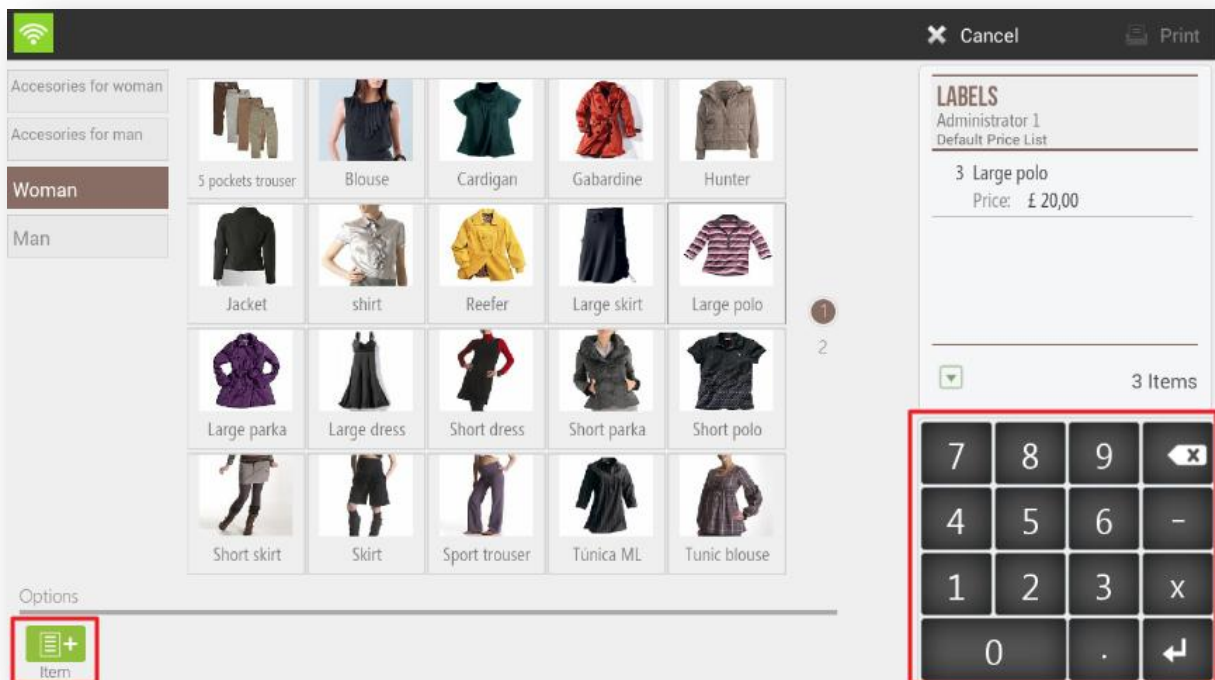 Cancel
Print
Accesories for woman
Accesories for man
Woman
Man
5 pockets trouser
Blouse
Cardigan
Gabardine
Hunter
Jacket
shirt
Reefer
Large skirt
Large polo
Large parka
Large dress
Short dress
Short parka
Short polo
Short skirt
Skirt
Sport trouser
Túnica ML
Tunic blouse
1
2
Options
Item
LABELS
Administrator 1
Default Price List
3 Large polo
Price: £ 20,00
3 Items
7 8 9 x
4 5 6 -
1 2 3 x
0 .